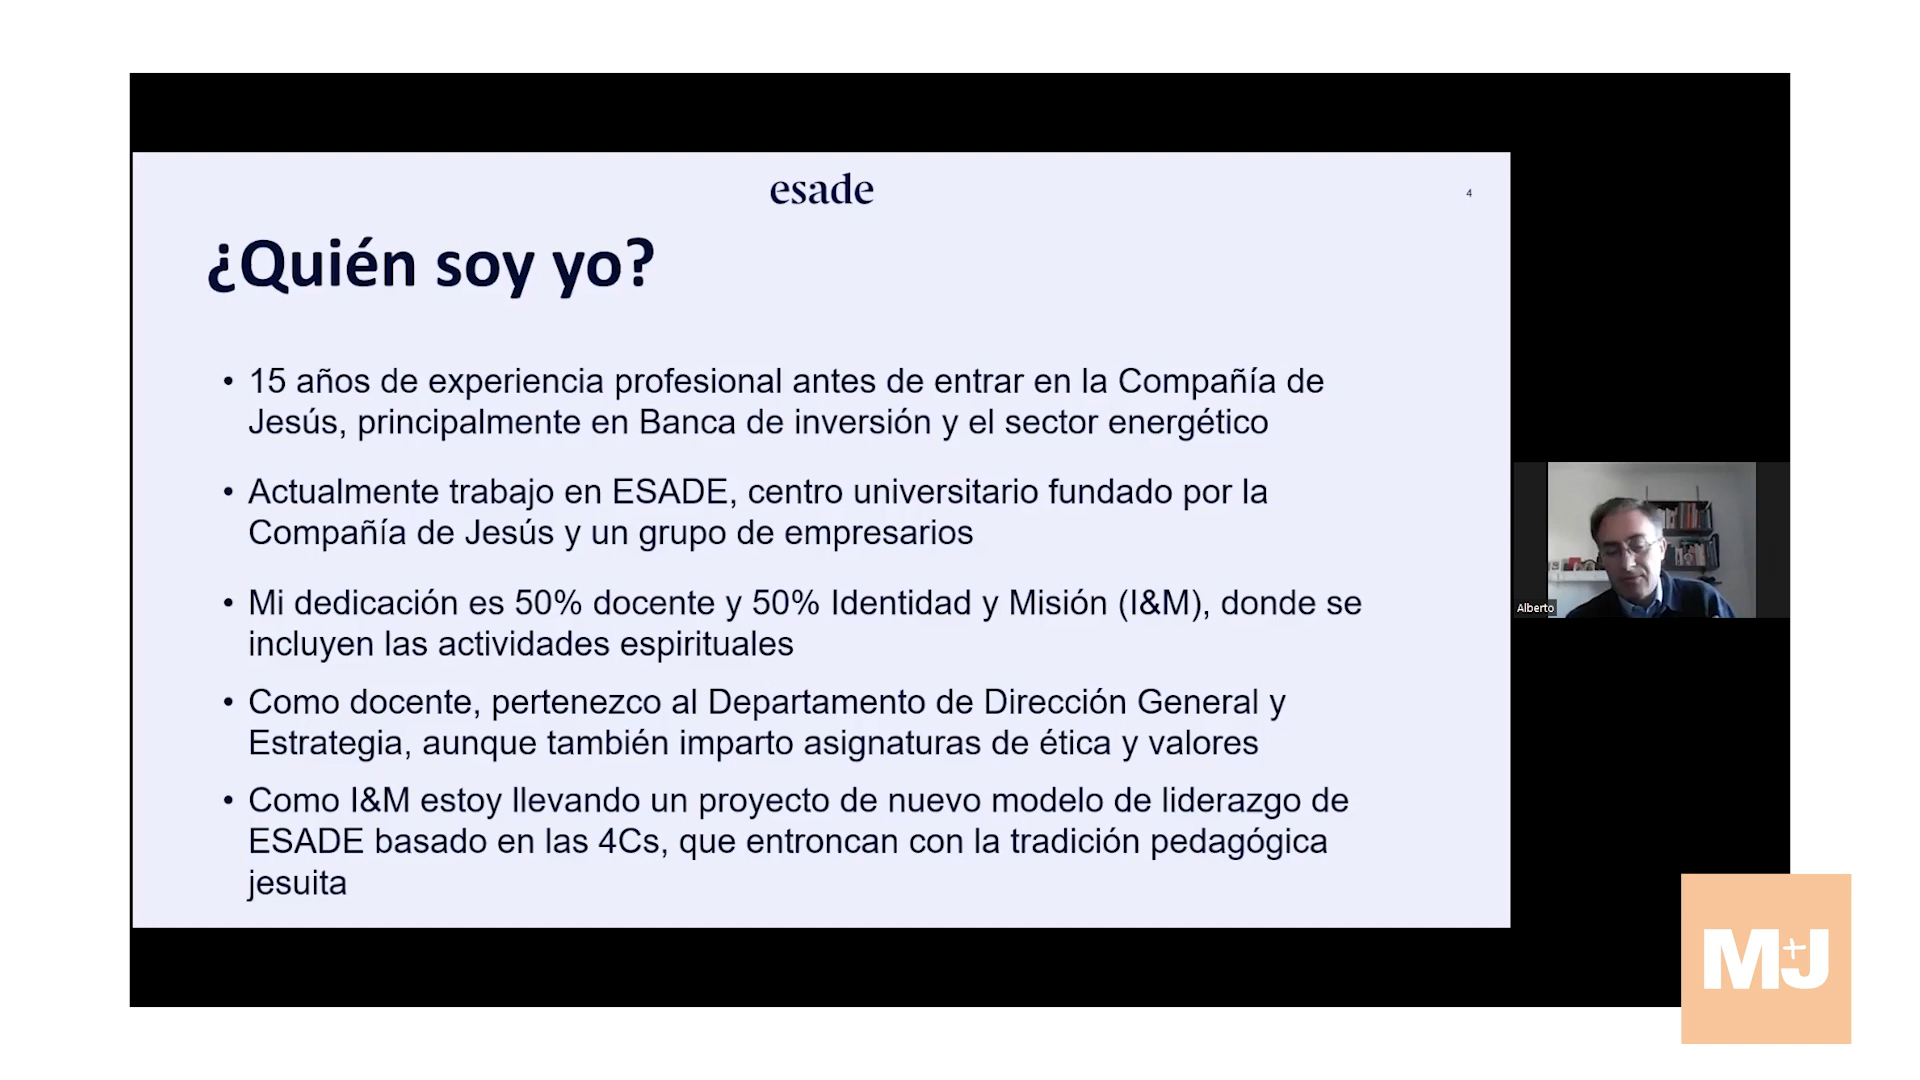 esade
4
¿Quién soy yo?
• 15 años de experiencia profesional antes de entrar en la Compañía de
Jesús, principalmente en Banca de inversión y el sector energético
• Actualmente trabajo en ESADE, centro universitario fundado por la
Compañía de Jesús y un grupo de empresarios
• Mi dedicación es 50% docente y 50% Identidad y Misión (I&M), donde se
incluyen las actividades espirituales
• Como docente, pertenezco al Departamento de Dirección General y
Estrategia, aunque también imparto asignaturas de ética y valores
• Como I&M estoy llevando un proyecto de nuevo modelo de liderazgo de
ESADE basado en las 4Cs, que entroncan con la tradición pedagógica
jesuita
Alberto
M+J